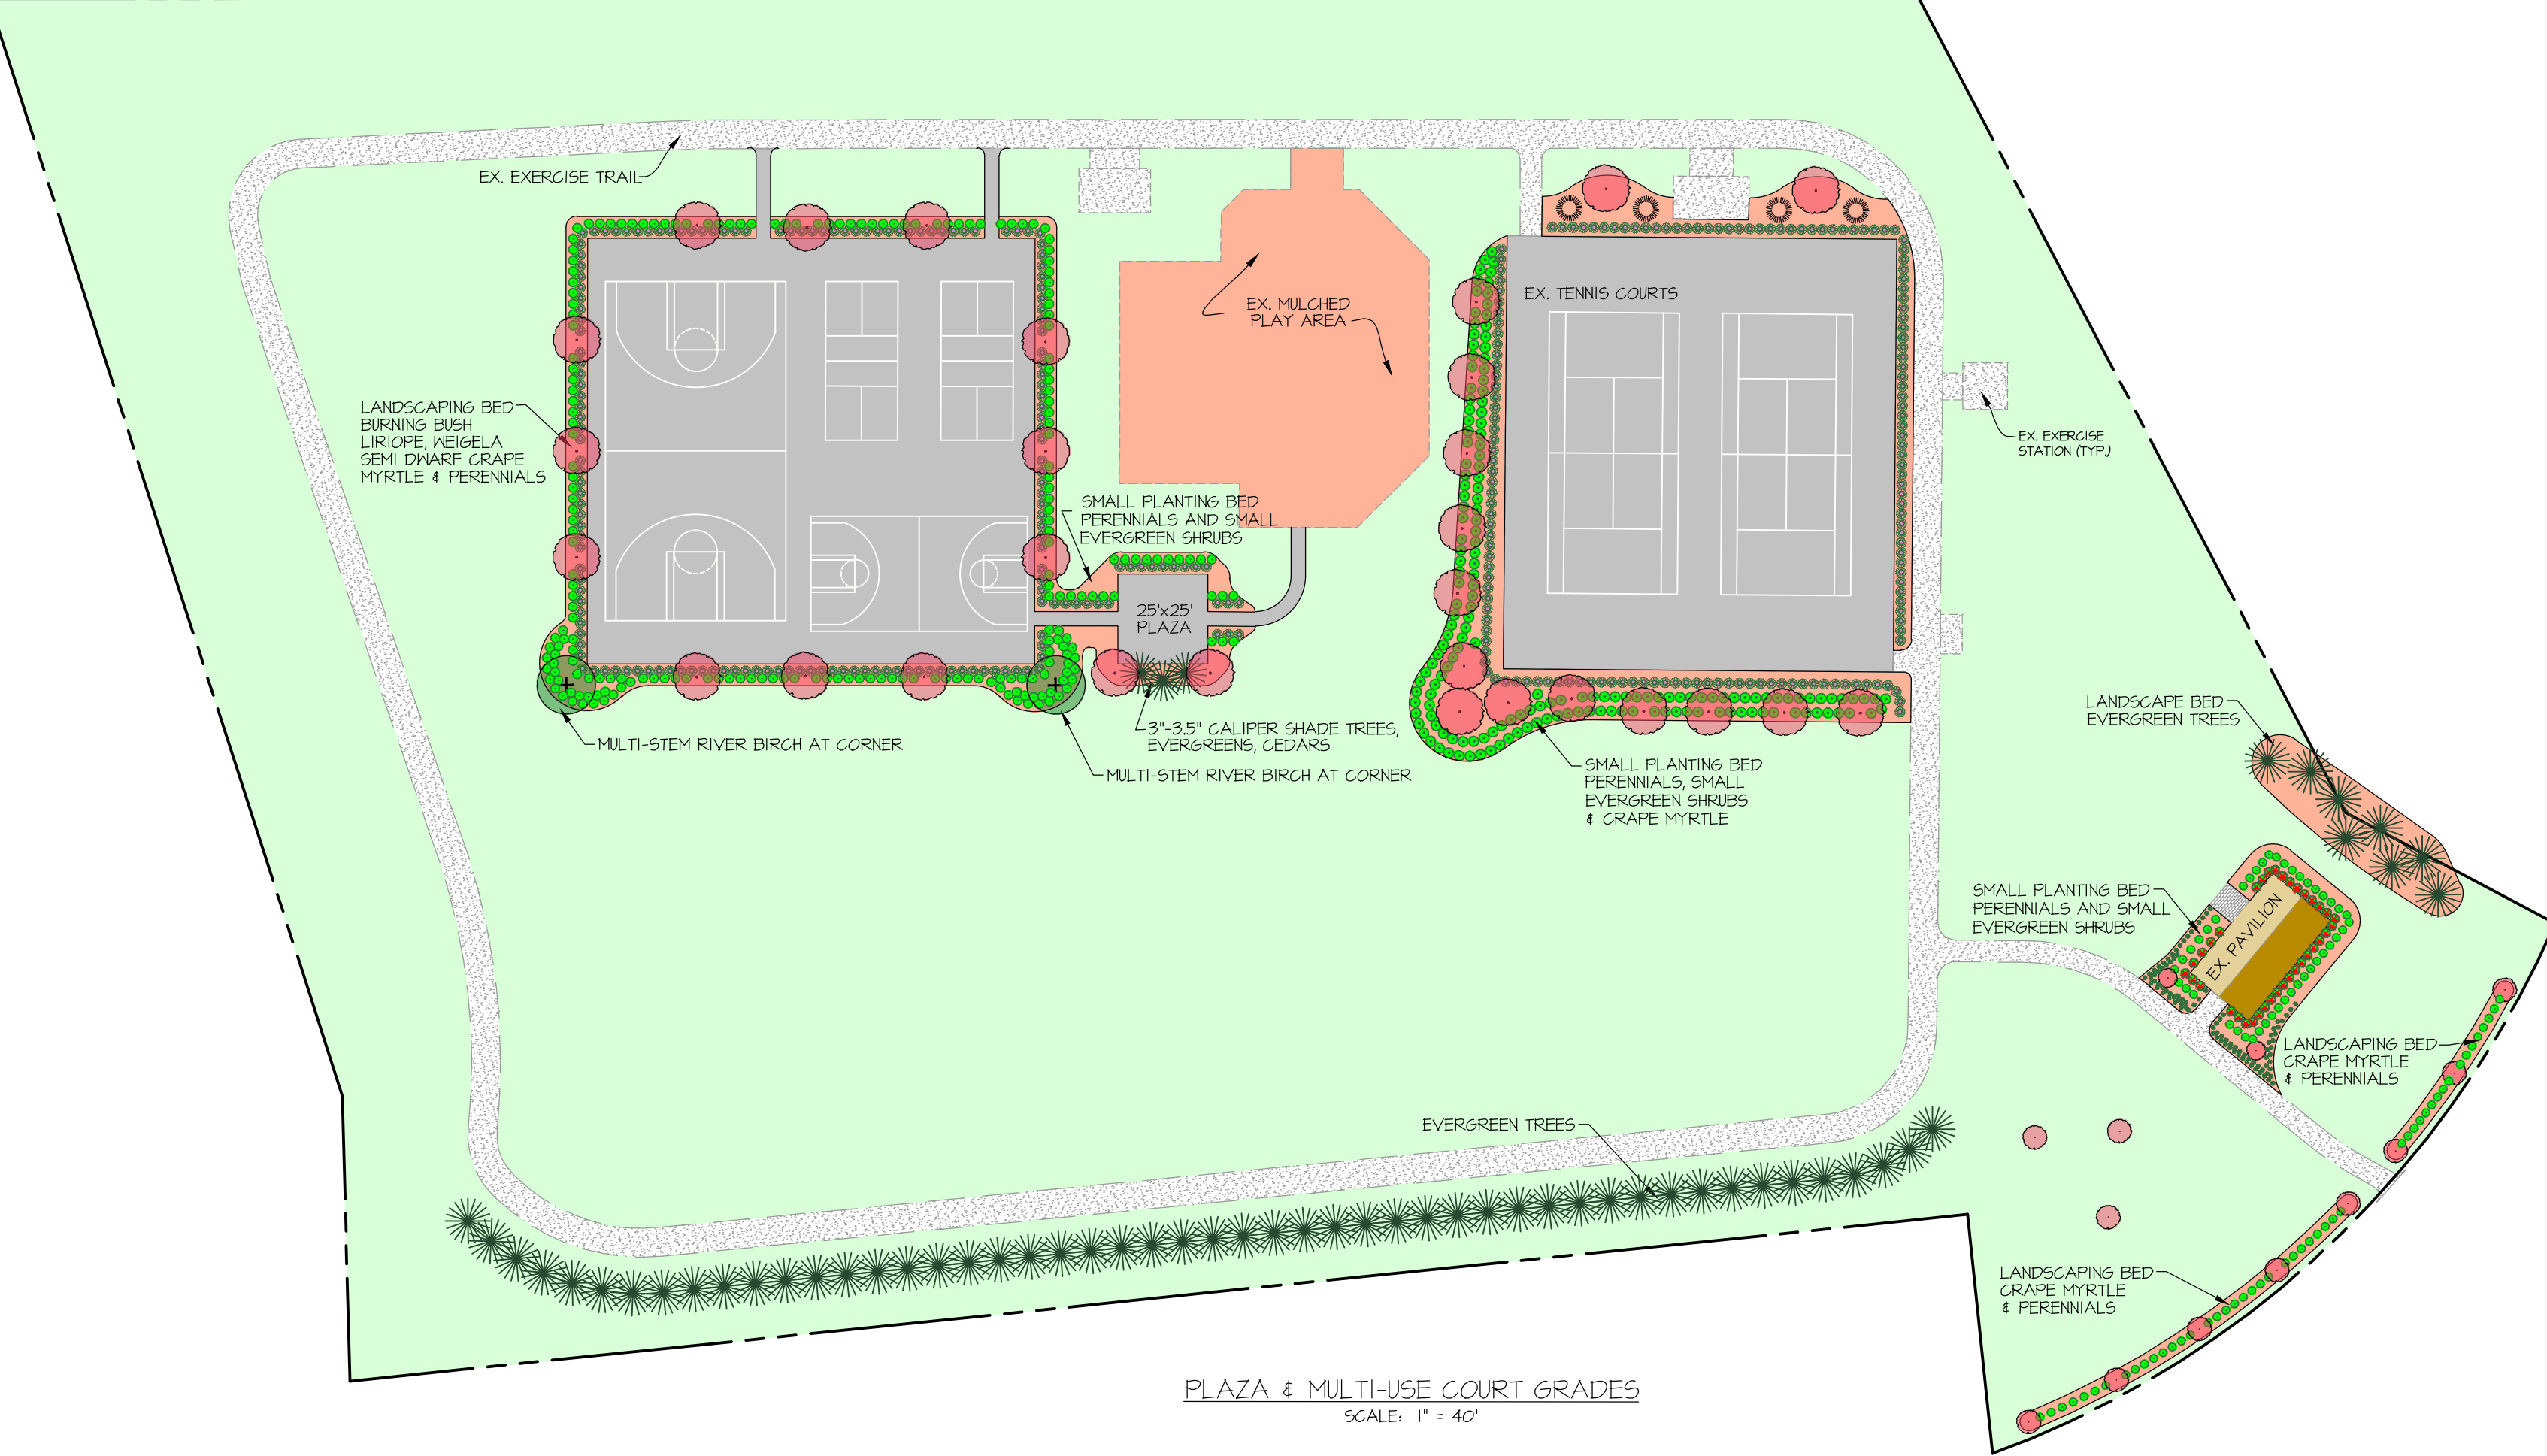 EX. EXERCISE TRAIL
EX. TENNIS COURTS
EX. MULCHED
PLAY AREA
LANDSCAPING BED
BURNING BUSH
LIRIOPE, WEIGELA
SEMI DWARF CRAPE
MYRTLE & PERENNIALS
EX. EXERCISE
STATION (TYP.)
SMALL PLANTING BED
PERENNIALS AND SMALL
EVERGREEN SHRUBS
25'x25'
PLAZA
MULTI-STEM RIVER BIRCH AT CORNER
3"-3.5" CALIPER SHADE TREES,
EVERGREENS, CEDARS
MULTI-STEM RIVER BIRCH AT CORNER
SMALL PLANTING BED
PERENNIALS, SMALL
EVERGREEN SHRUBS
& CRAPE MYRTLE
LANDSCAPE BED
EVERGREEN TREES
SMALL PLANTING BED
PERENNIALS AND SMALL
EVERGREEN SHRUBS
EX. PAVILION
LANDSCAPING BED
CRAPE MYRTLE
& PERENNIALS
EVERGREEN TREES
LANDSCAPING BED
CRAPE MYRTLE
& PERENNIALS
PLAZA & MULTI-USE COURT GRADES
SCALE: 1" = 40'